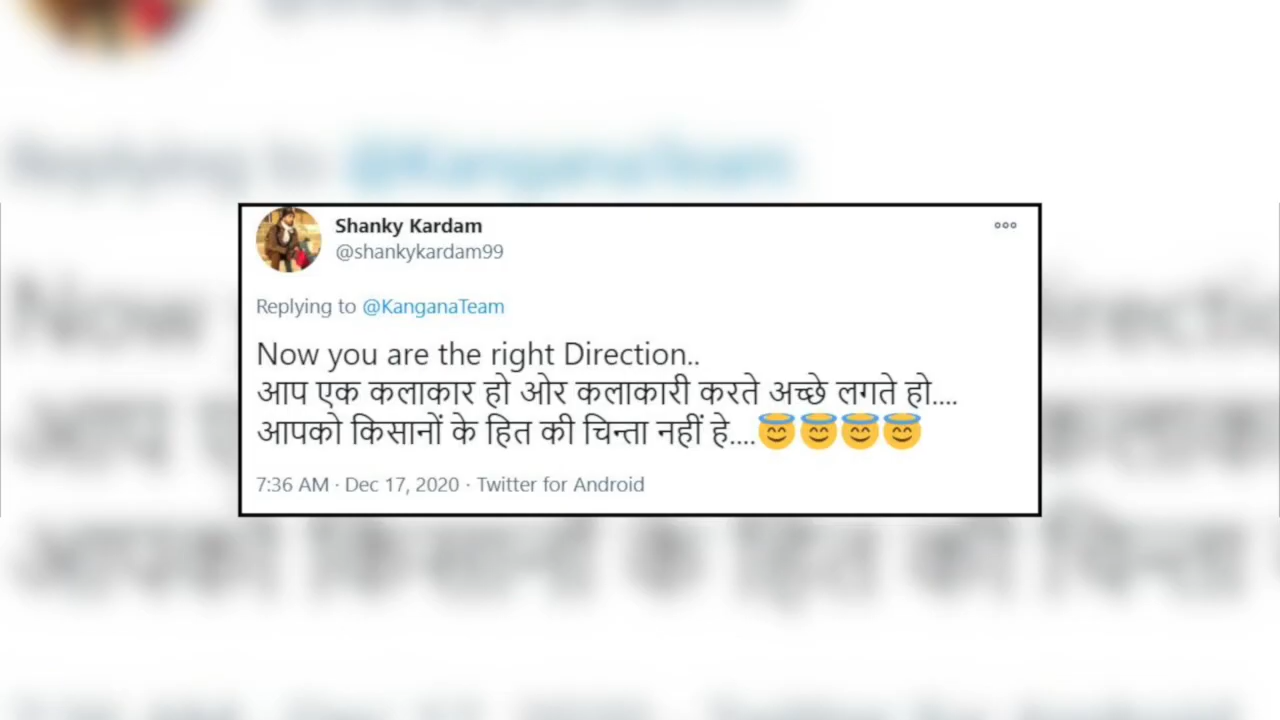 Shanky Kardam
@shankykardam99
Replying to @KanganaTeam
Now you are the right Direction..
आप एक कलाकार हो ओर कलाकारी करते अच्छे लगते हो....
आपको किसानों के हित की चिन्ता नहीं हे....😇😇😇😇
7:36 AM · Dec 17, 2020 · Twitter for Android